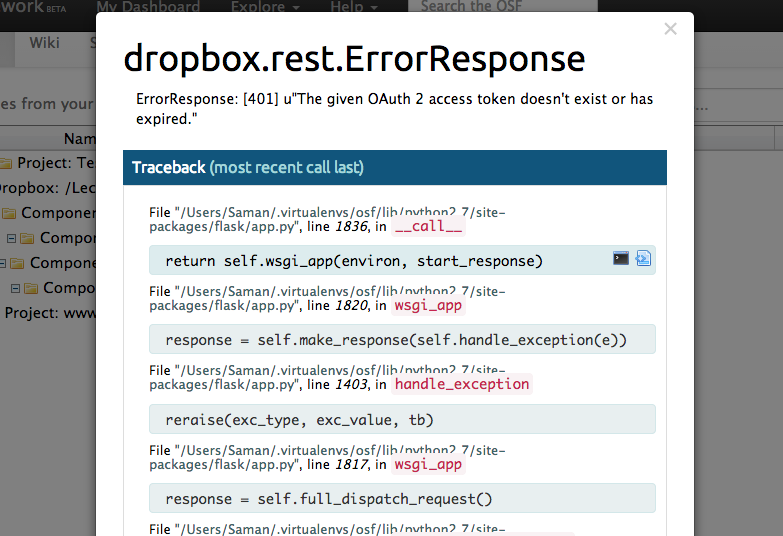 work BETA My Dashboard Explore Help Search the OSF
Wiki S
es from your
Nam
Project: Te
Dropbox: /Lec
Component
Compo
Componen
Compo
Project: www
×
dropbox.rest.ErrorResponse
ErrorResponse: [401] u"The given OAuth 2 access token doesn't exist or has
expired."
Traceback (most recent call last)
File "/Users/Saman/.virtualenvs/osf/lib/python2.7/site-
packages/flask/app.py", line 1836, in __call__
return self.wsgi_app(environ, start_response)
File "/Users/Saman/.virtualenvs/osf/lib/python2.7/site-
packages/flask/app.py", line 1820, in wsgi_app
response = self.make_response(self.handle_exception(e))
File "/Users/Saman/.virtualenvs/osf/lib/python2.7/site-
packages/flask/app.py", line 1403, in handle_exception
reraise(exc_type, exc_value, tb)
File "/Users/Saman/.virtualenvs/osf/lib/python2.7/site-
packages/flask/app.py", line 1817, in wsgi_app
response = self.full_dispatch_request()
File "/Users/Saman/.virtualenvs/osf/lib/python2.7/site-